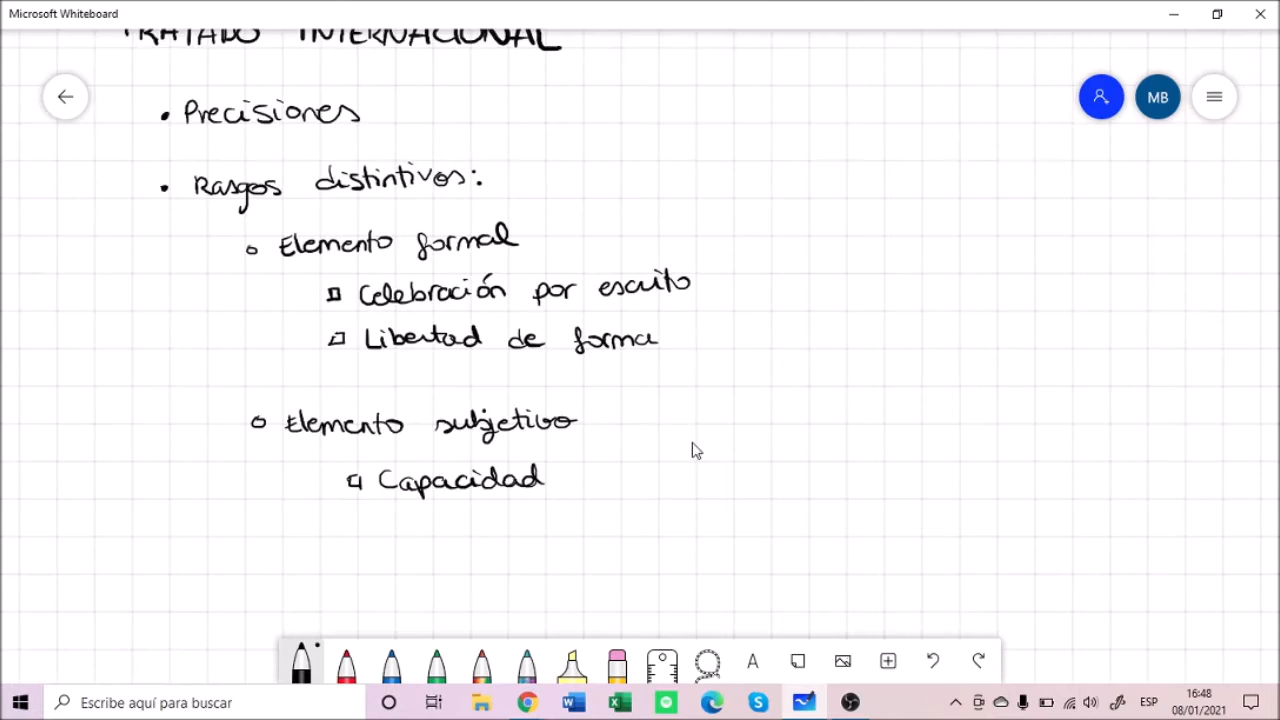 Microsoft Whiteboard
TRATADO INTERNACIONAL
• Precisiones
MB
• Rasgos distintivos:
Elemento formal
Celebración por escrito
Libertad de forma
Elemento subjetivo
Capacidad
A
Escribe aquí para buscar
ESP
16:48
08/01/2021